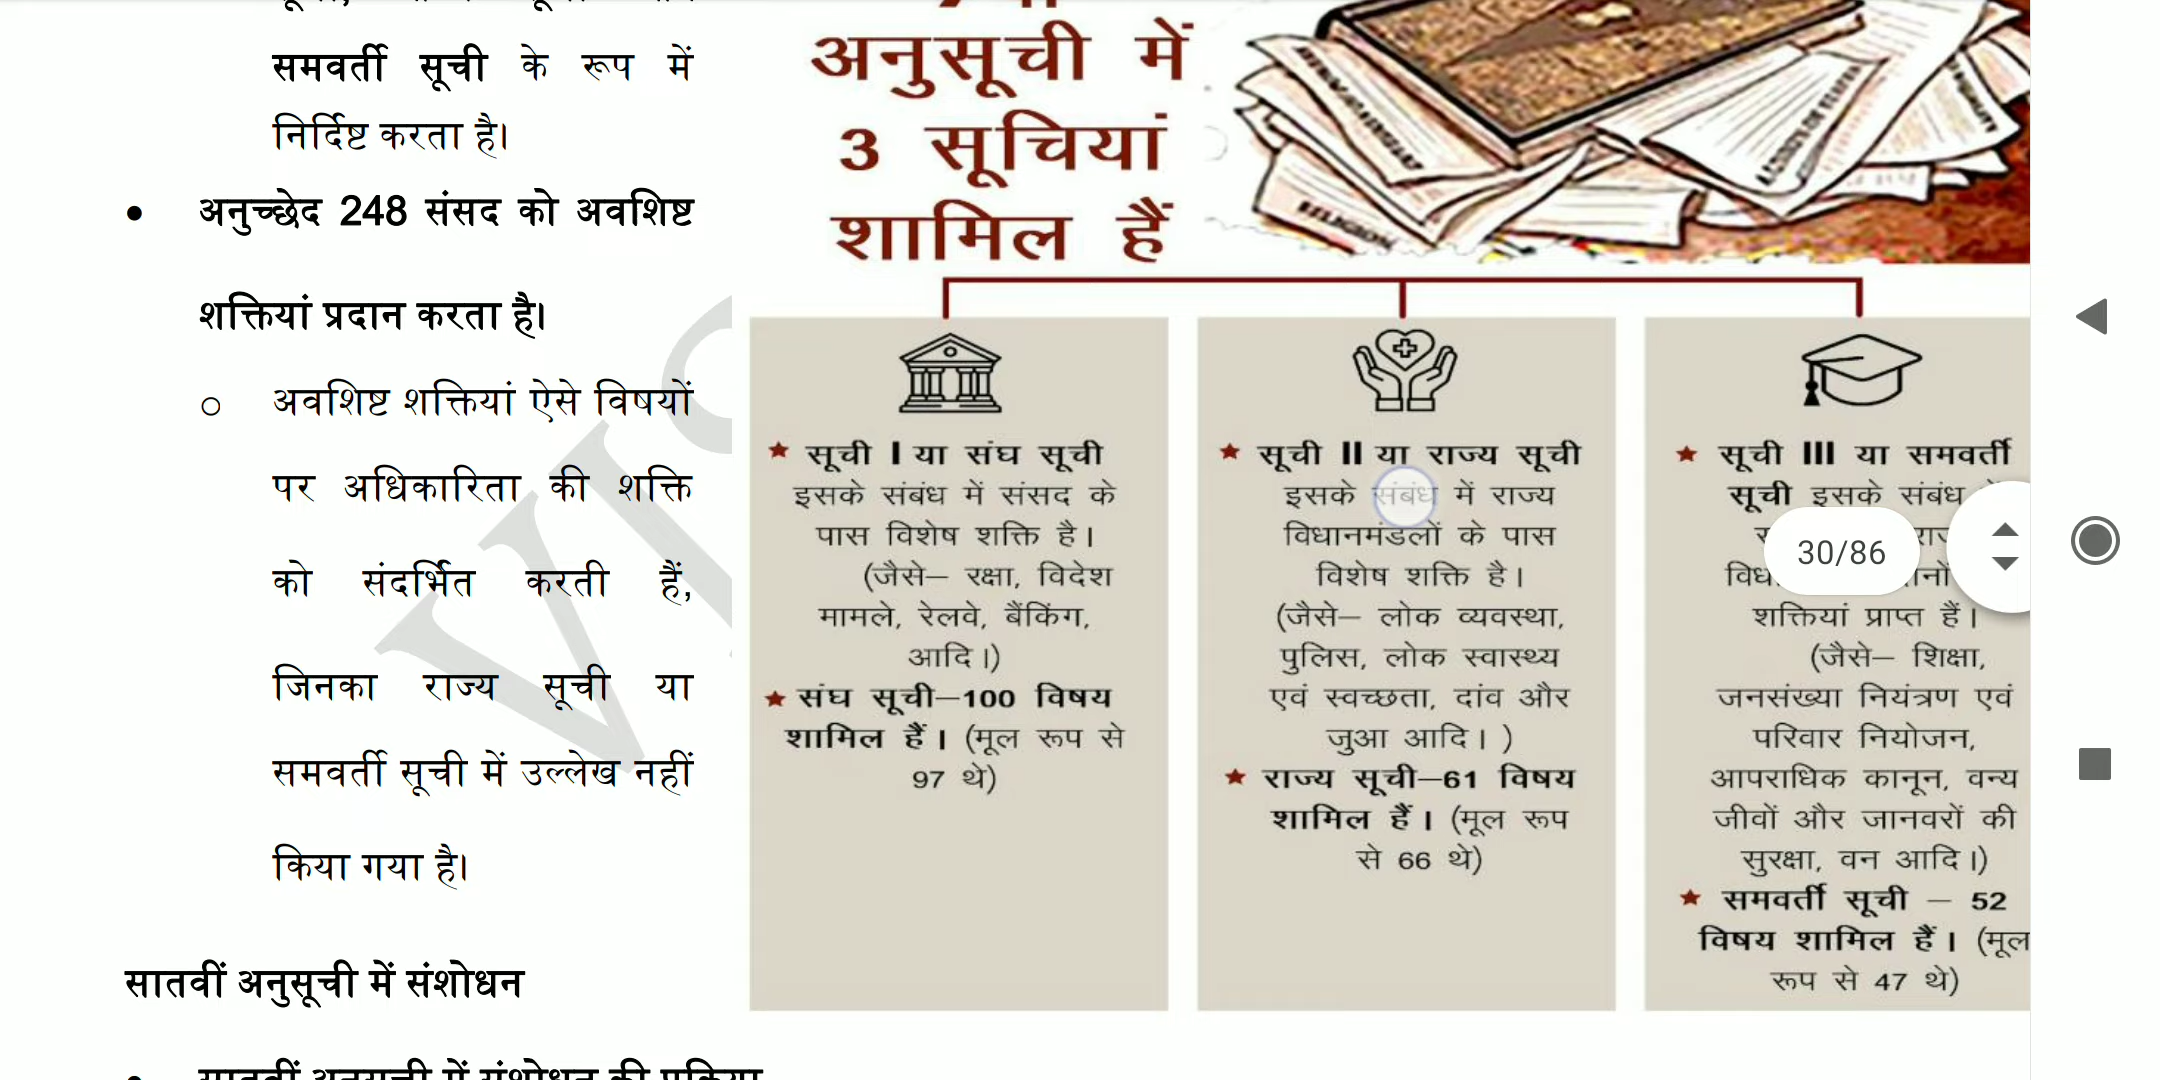 समवर्ती सूची के रूप में
निर्दिष्ट करता है।
• अनुच्छेद 248 संसद को अवशिष्ट
शक्तियां प्रदान करता है।
o अवशिष्ट शक्तियां ऐसे विषयों
पर अधिकारिता की शक्ति
को संदर्भित करती हैं,
जिनका राज्य सूची या
समवर्ती सूची में उल्लेख नहीं
किया गया है।
सातवीं अनुसूची में संशोधन
अनुसूची में
3 सूचियां
शामिल हैं
RELIGION
★ सूची I या संघ सूची
इसके संबंध में संसद के
पास विशेष शक्ति है।
(जैसे– रक्षा, विदेश
मामले, रेलवे, बैंकिंग,
आदि।)
★ संघ सूची–100 विषय
शामिल हैं। (मूल रूप से
97 थे)
★ सूची II या राज्य सूची
इसके संबंध में राज्य
विधानमंडलों के पास
विशेष शक्ति है।
(जैसे– लोक व्यवस्था,
पुलिस, लोक स्वास्थ्य
एवं स्वच्छता, दांव और
जुआ आदि। )
★ राज्य सूची–61 विषय
शामिल हैं। (मूल रूप
से 66 थे)
★ सूची III या समवर्ती
सूची इसके संबंध
शक्तियां प्राप्त हैं।
(जैसे– शिक्षा,
जनसंख्या नियंत्रण एवं
परिवार नियोजन,
आपराधिक कानून, वन्य
जीवों और जानवरों की
सुरक्षा, वन आदि।)
★ समवर्ती सूची – 52
विषय शामिल हैं। (मूल
रूप से 47 थे)
30/86